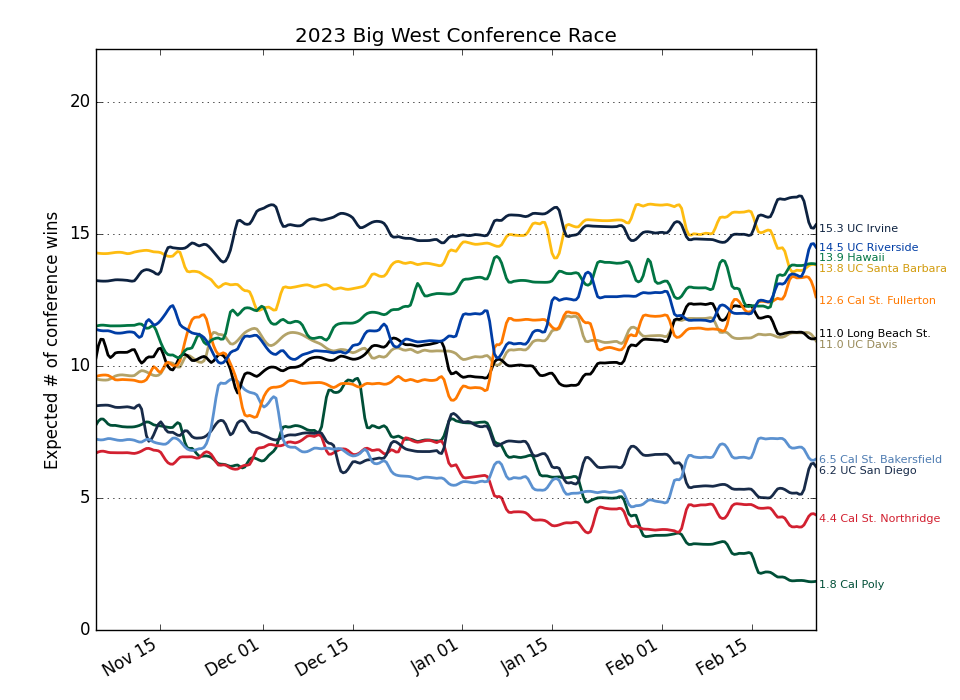 2023 Big West Conference Race
Expected # of conference wins
20
15
10
5
0
Nov 15
Dec 01
Dec 15
Jan 01
Jan 15
Feb 01
Feb 15
15.3 UC Irvine
14.5 UC Riverside
13.9 Hawaii
13.8 UC Santa Barbara
12.6 Cal St. Fullerton
11.0 Long Beach St.
11.0 UC Davis
6.5 Cal St. Bakersfield
6.2 UC San Diego
4.4 Cal St. Northridge
1.8 Cal Poly